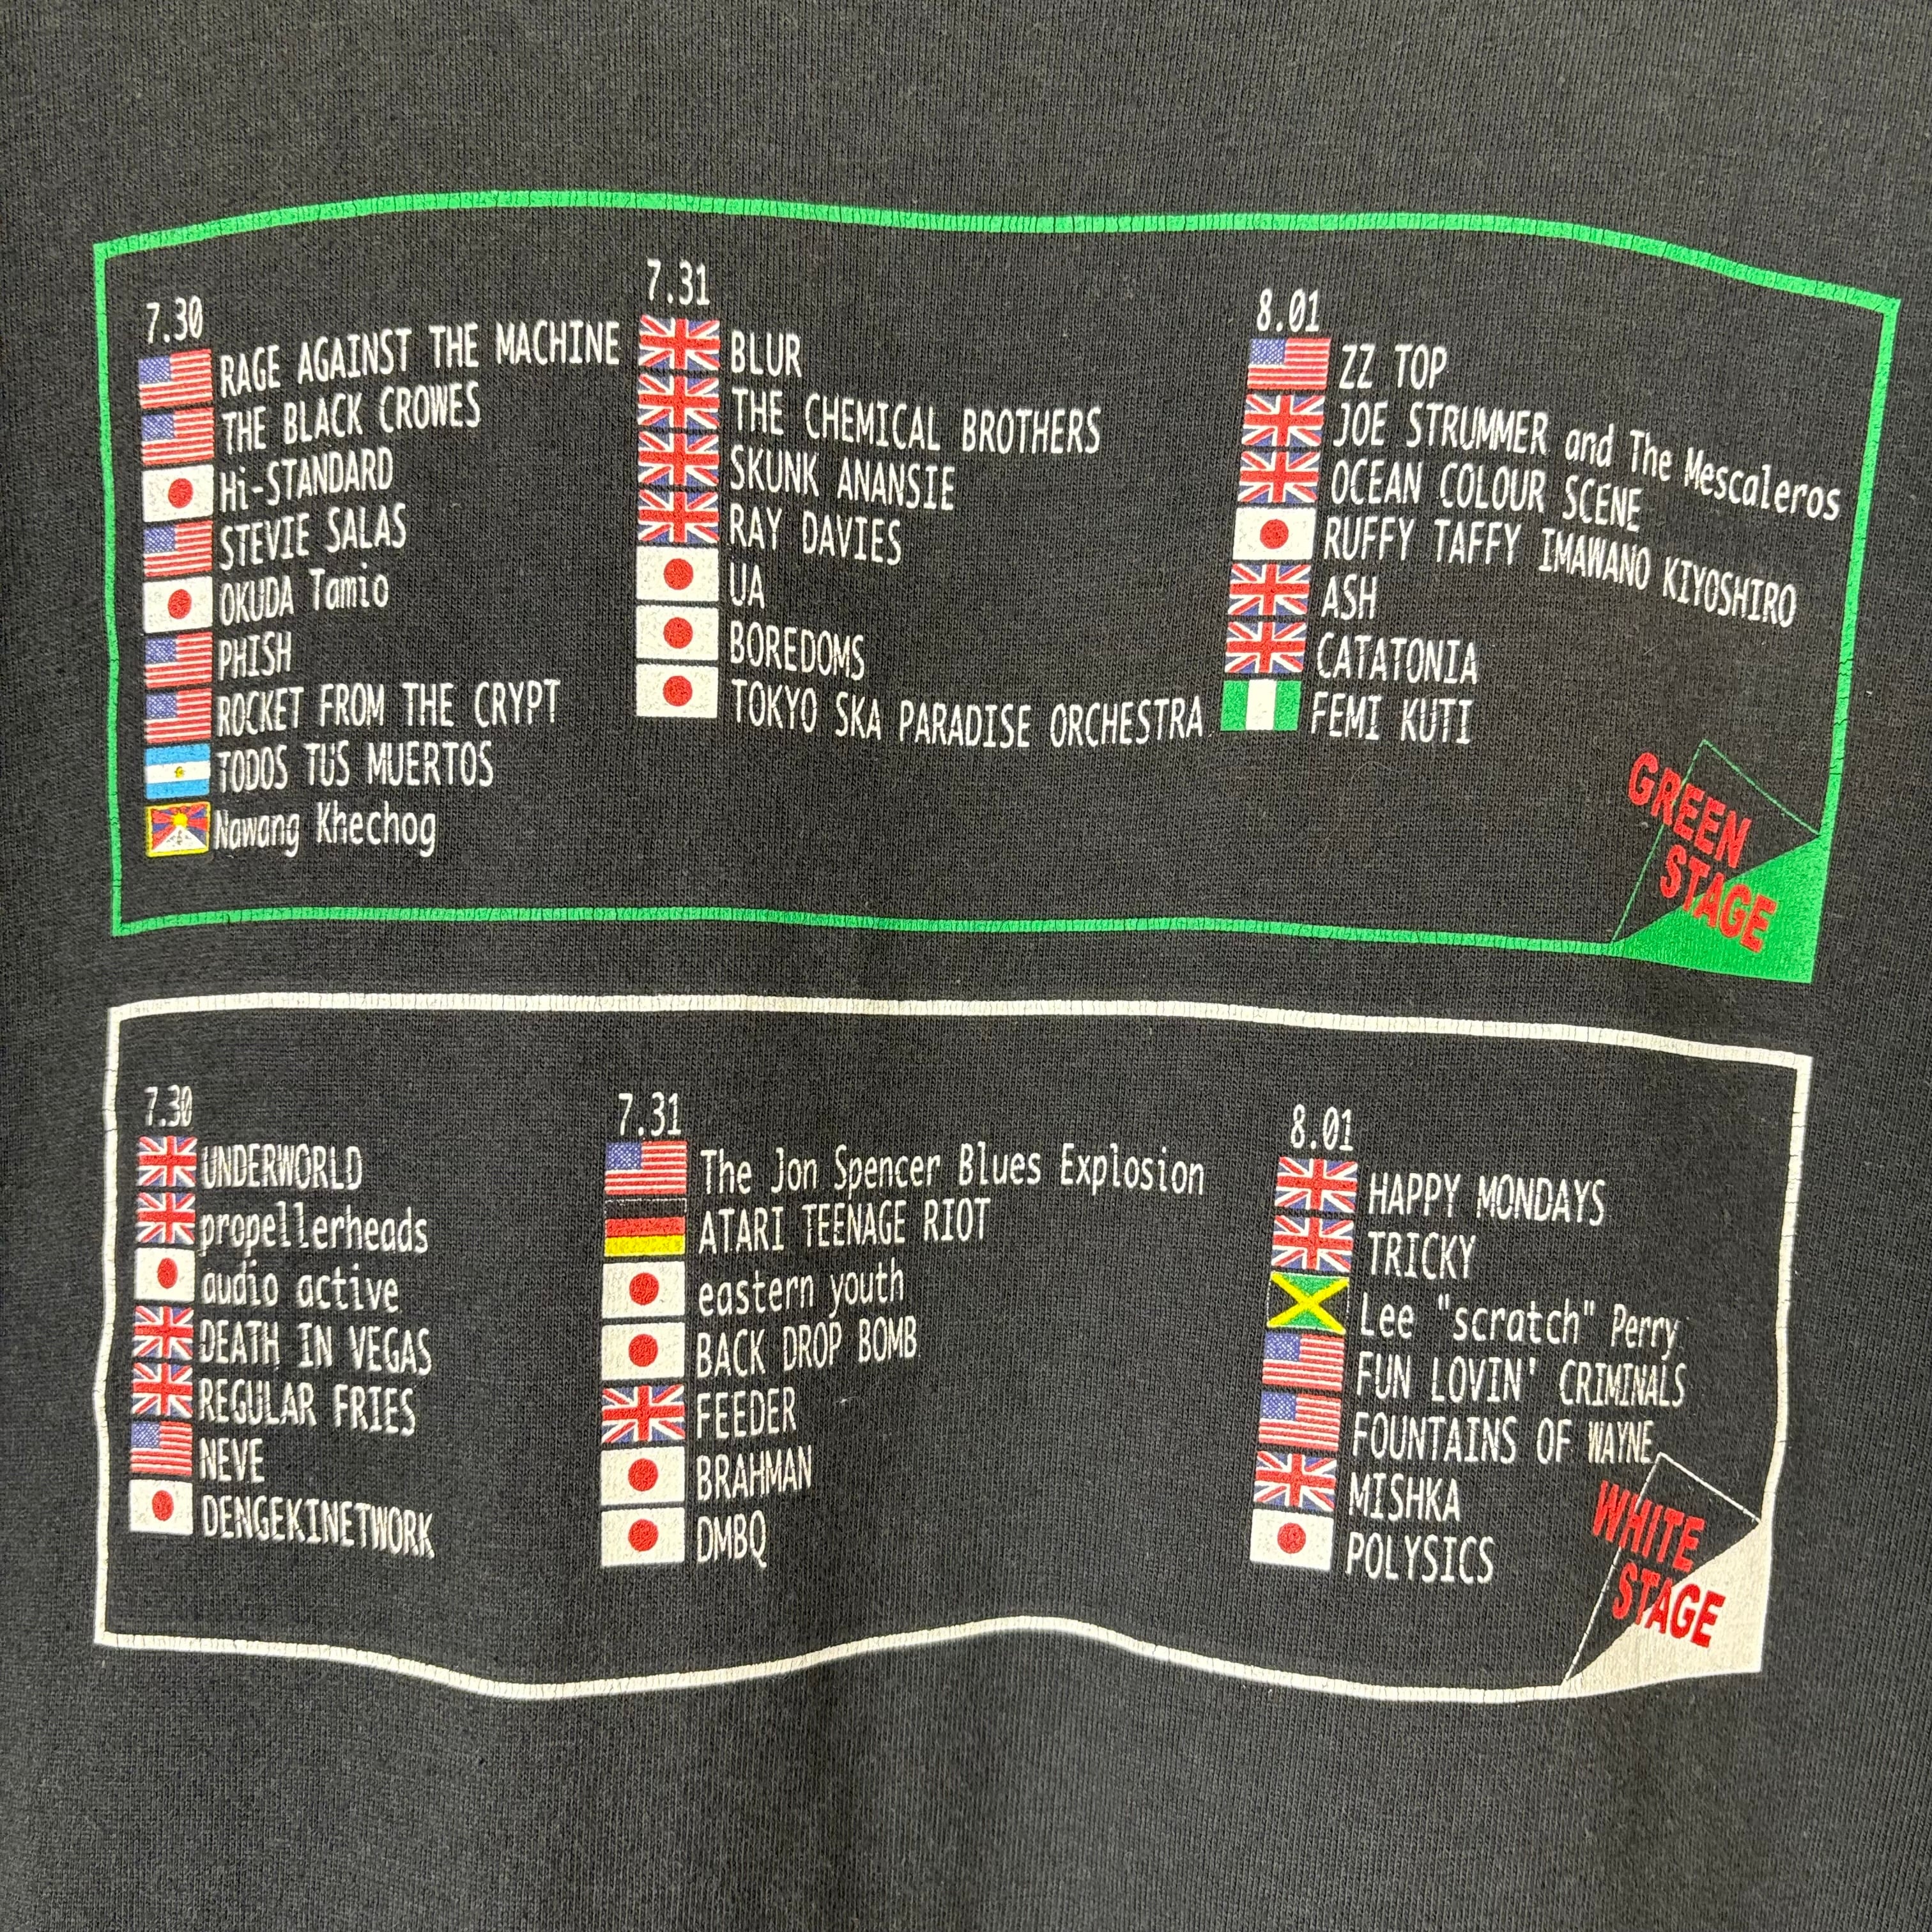 7.30
RAGE AGAINST THE MACHINE
THE BLACK CROWES
Hi-STANDARD
STEVIE SALAS
OKUDA Tamio
PHISH
ROCKET FROM THE CRYPT
TODOS TUS MUERTOS
Nawang Khechog
7.31
BLUR
THE CHEMICAL BROTHERS
SKUNK ANANSIE
RAY DAVIES
UA
BOREDOMS
TOKYO SKA PARADISE ORCHESTRA
8.01
ZZ TOP
JOE STRUMMER and The Mescaleros
OCEAN COLOUR SCENE
RUFFY TAFFY IMAWANO KIYOSHIRO
ASH
CATATONIA
FEMI KUTI
GREEN
STAGE
7.30
UNDERWORLD
propellerheads
audio active
DEATH IN VEGAS
REGULAR FRIES
NEVE
DENGEKINETWORK
7.31
The Jon Spencer Blues Explosion
ATARI TEENAGE RIOT
eastern youth
BACK DROP BOMB
FEEDER
BRAHMAN
DMBQ
8.01
HAPPY MONDAYS
TRICKY
Lee "scratch" Perry
FUN LOVIN' CRIMINALS
FOUNTAINS OF WAYNE
MISHKA
POLYSICS
WHITE
STAGE